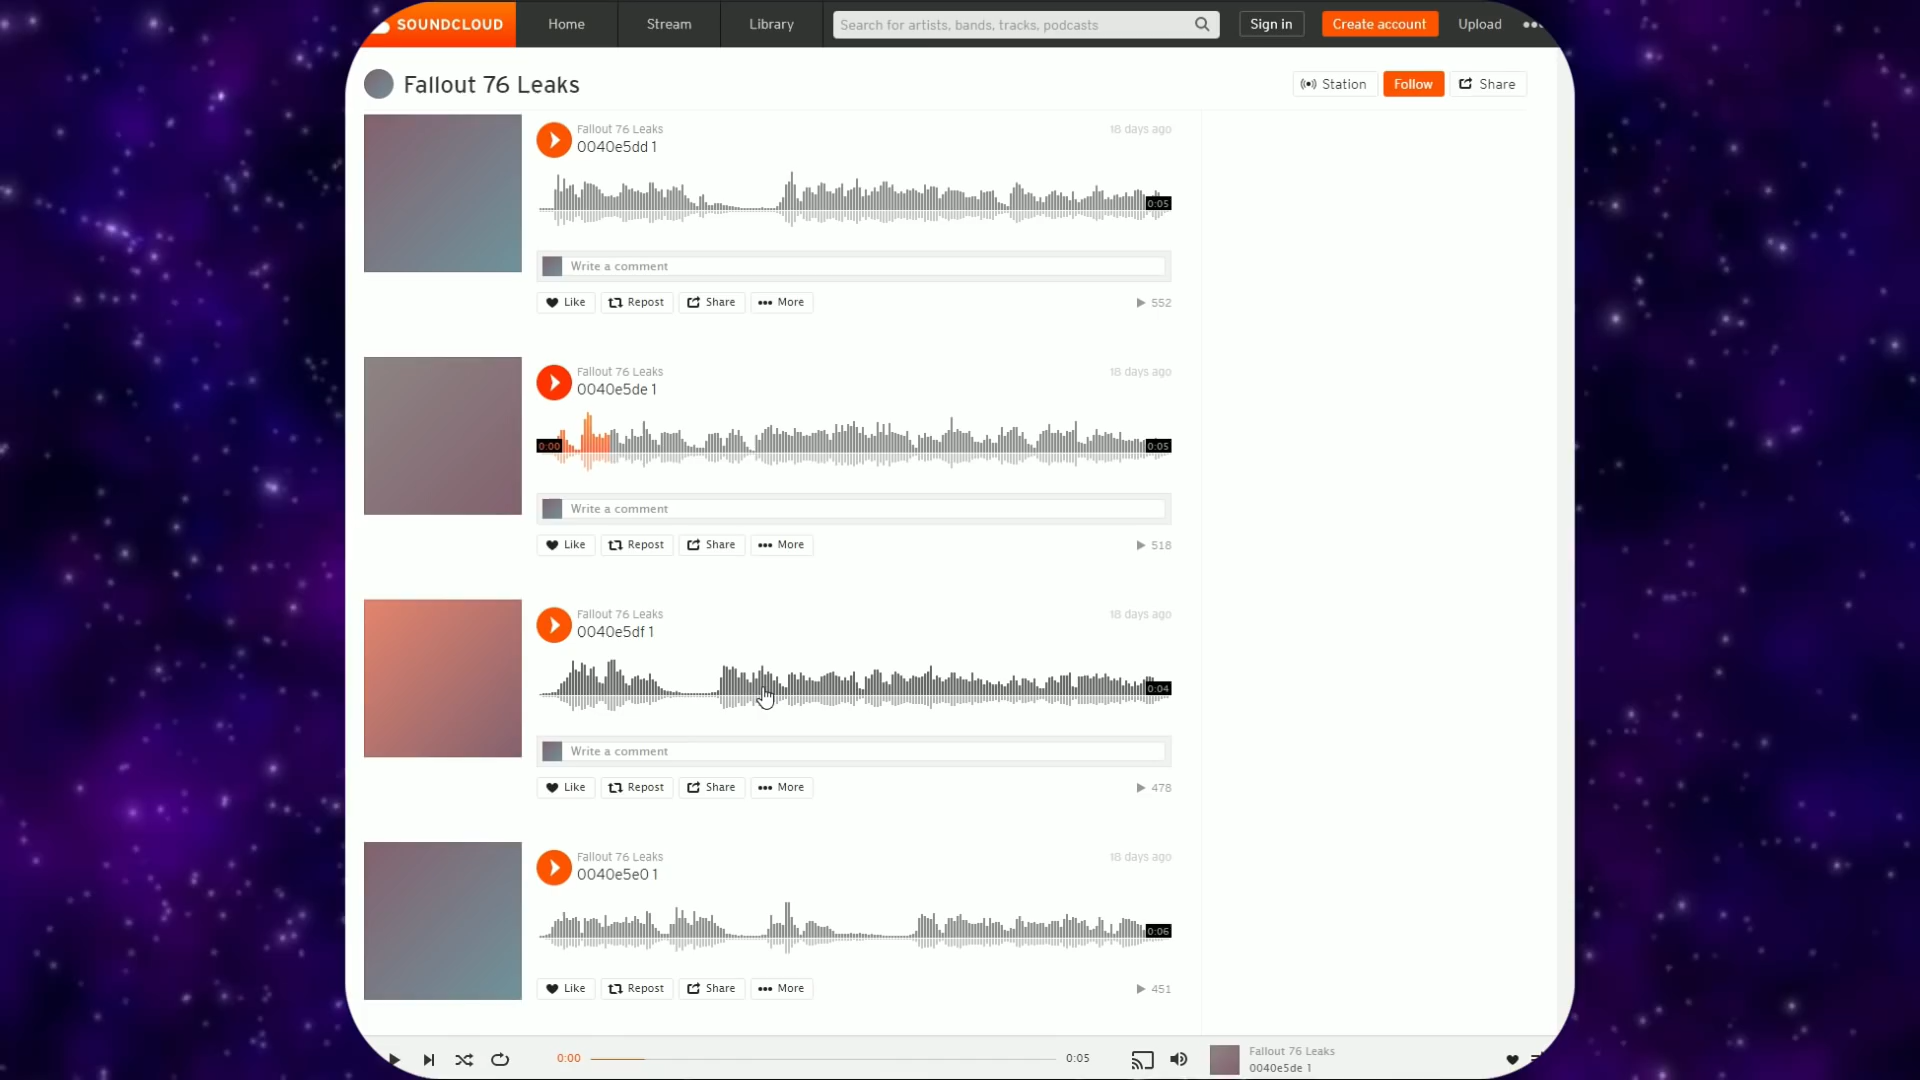 SOUNDCLOUD Home Stream Library Search for artists, bands, tracks, podcasts Sign in Create account Upload
Fallout 76 Leaks Station Follow Share
Fallout 76 Leaks 18 days ago
0040e5dd 1
0:05
Write a comment
Like Repost Share More 552
Fallout 76 Leaks 18 days ago
0040e5de 1
0:00 0:05
Write a comment
Like Repost Share More 518
Fallout 76 Leaks 18 days ago
0040e5df 1
0:04
Write a comment
Like Repost Share More 478
Fallout 76 Leaks 18 days ago
0040e5e0 1
0:06
Like Repost Share More 451
0:00 0:05 Fallout 76 Leaks
0040e5de 1